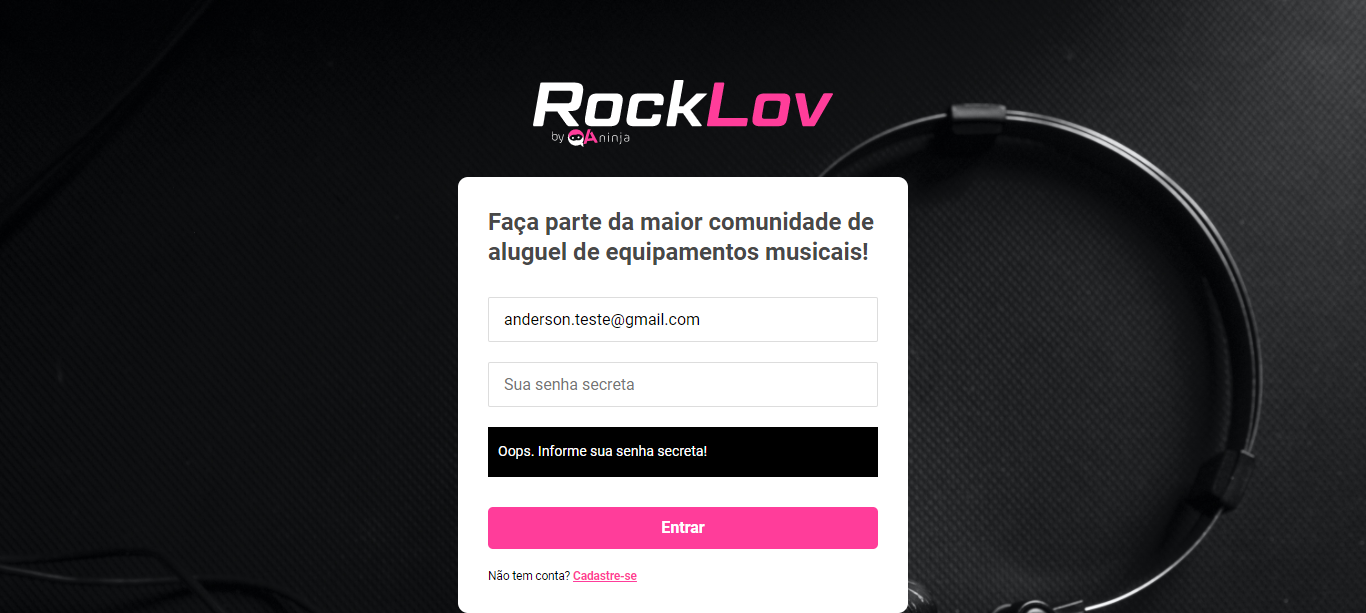 RockLov
by QA ninja
Faça parte da maior comunidade de
aluguel de equipamentos musicais!
anderson.teste@gmail.com
Sua senha secreta
Oops. Informe sua senha secreta!
Entrar
Não tem conta? Cadastre-se